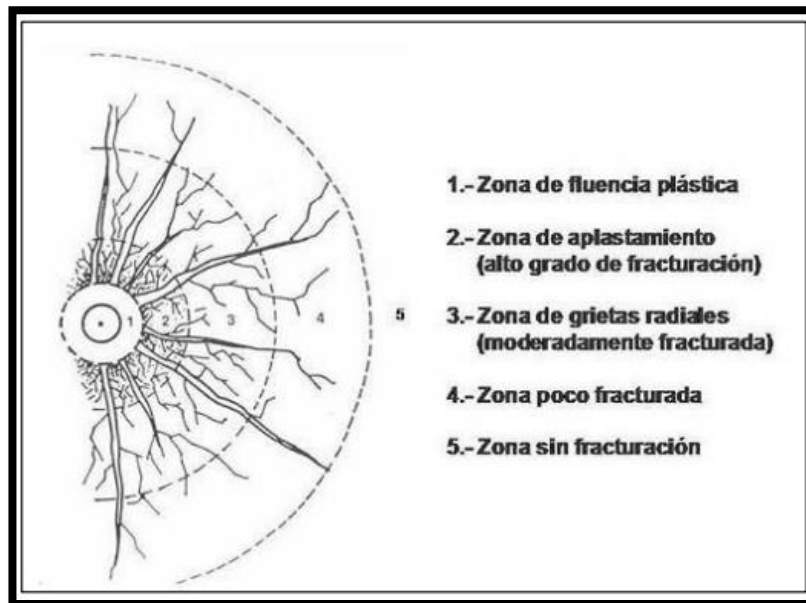 1.- Zona de fluencia plástica
2.- Zona de aplastamiento
(alto grado de fracturación)
3.- Zona de grietas radiales
(moderadamente fracturada)
4.- Zona poco fracturada
5.- Zona sin fracturación
1 2 3 4 5